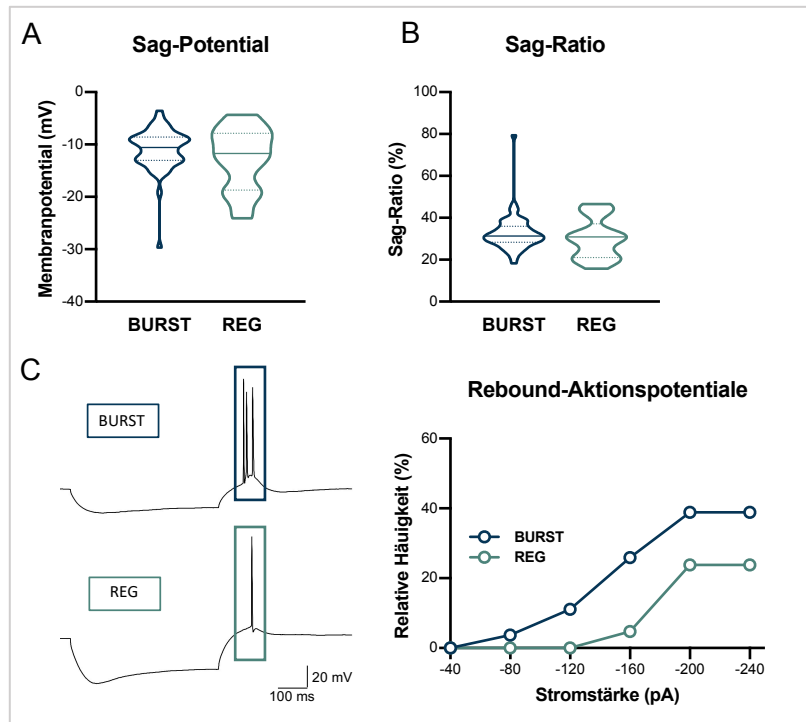 A
Sag-Potential
Membranpotential (mV)
0
-10
-20
-30
-40
BURST REG
B
Sag-Ratio
Sag-Ratio (%)
100
80
60
40
20
0
BURST REG
C
BURST
REG
20 mV
100 ms
Rebound-Aktionspotentiale
Relative Häuigkeit (%)
60
40
20
0
BURST
REG
-40 -80 -120 -160 -200 -240
Stromstärke (pA)